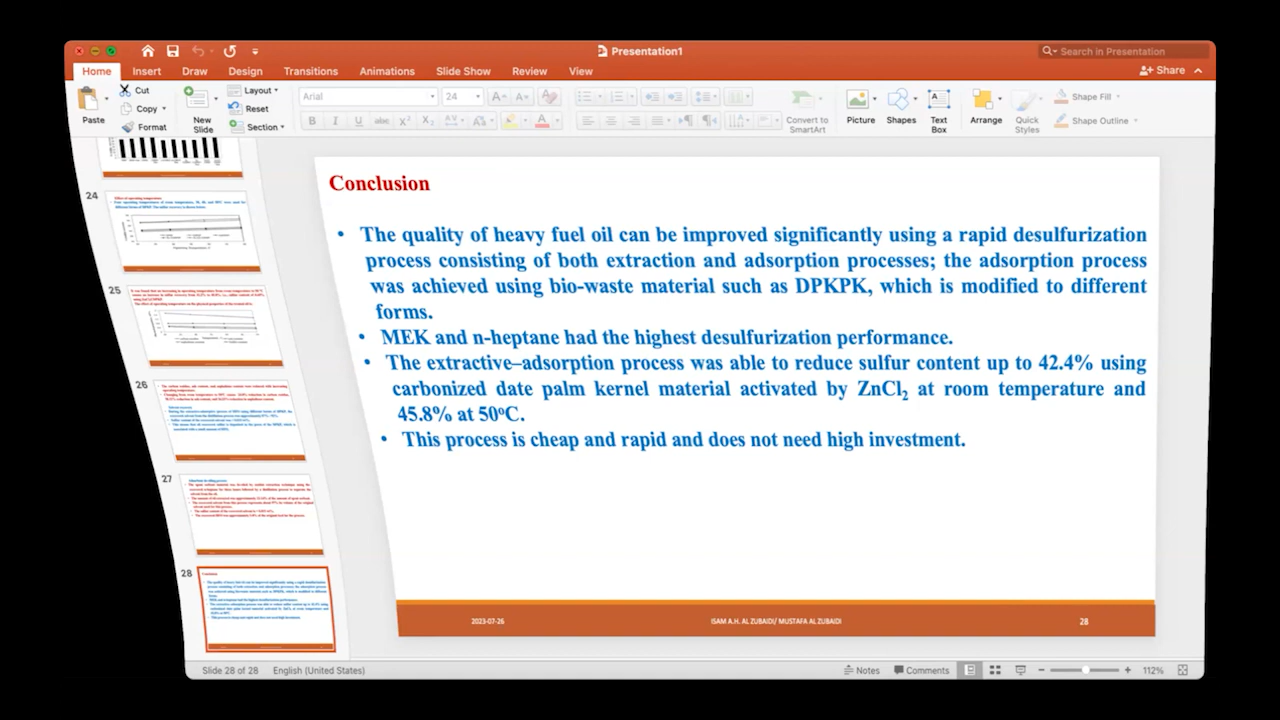 Presentation1
Search in Presentation
Home Insert Draw Design Transitions Animations Slide Show Review View Share
Paste
Cut
Copy
Format
New Slide
Layout
Reset
Section
Arial 24
Convert to SmartArt
Picture
Shapes
Text Box
Arrange
Quick Styles
Shape Fill
Shape Outline
24
25
26
27
28
Conclusion
• The quality of heavy fuel oil can be improved significantly using a rapid desulfurization
process consisting of both extraction and adsorption processes; the adsorption process
was achieved using bio-waste material such as DPKPK, which is modified to different
forms.
• MEK and n-heptane had the highest desulfurization performance.
• The extractive–adsorption process was able to reduce sulfur content up to 42.4% using
carbonized date palm kernel material activated by ZnCl₂ at room temperature and
45.8% at 50ºC.
• This process is cheap and rapid and does not need high investment.
2023-07-26 ISAM A.H. AL ZUBAIDI/ MUSTAFA AL ZUBAIDI 28
Slide 28 of 28 English (United States) Notes Comments 112%